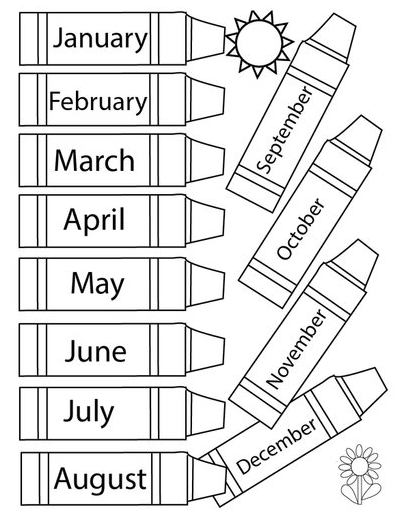 January
February
March
April
May
June
July
August
September
October
November
December